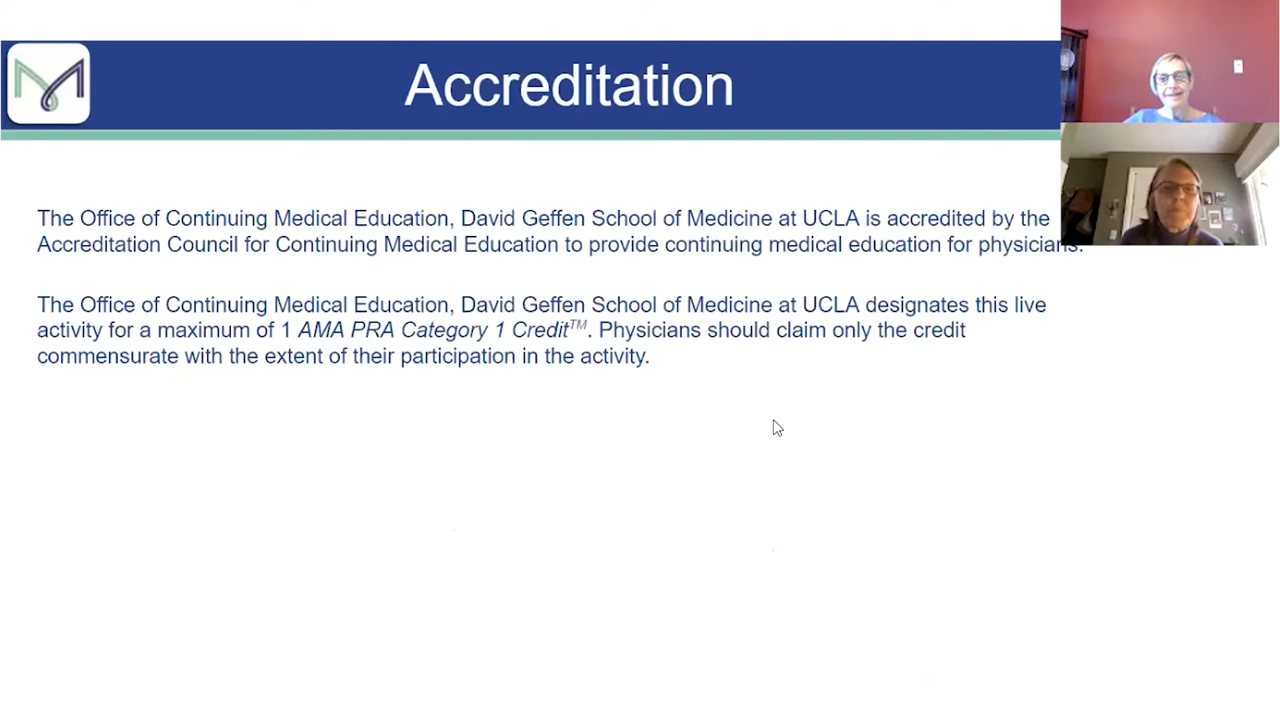 Accreditation
The Office of Continuing Medical Education, David Geffen School of Medicine at UCLA is accredited by the
Accreditation Council for Continuing Medical Education to provide continuing medical education for physicians.
The Office of Continuing Medical Education, David Geffen School of Medicine at UCLA designates this live
activity for a maximum of 1 AMA PRA Category 1 Credit™. Physicians should claim only the credit
commensurate with the extent of their participation in the activity.